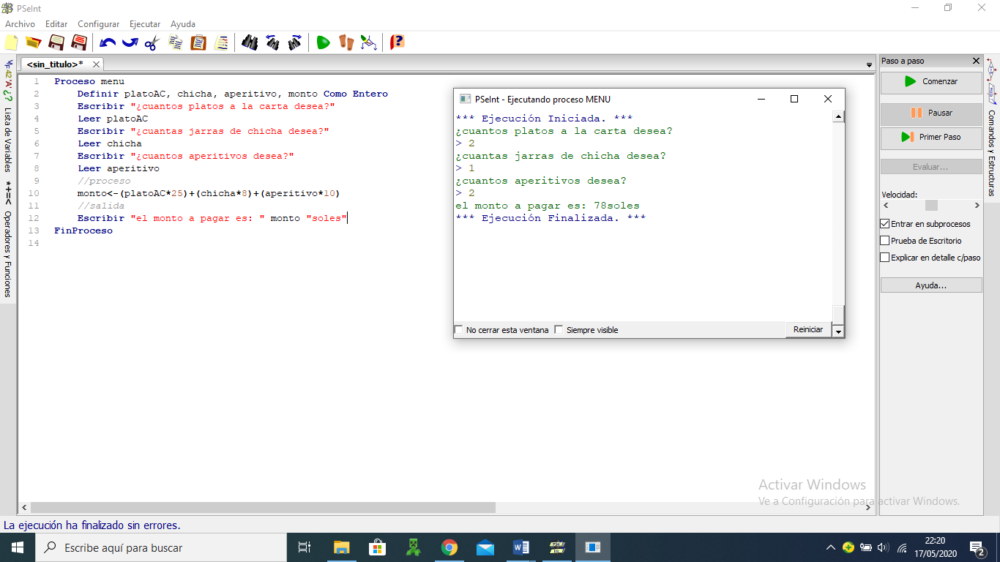 PSeInt
Archivo Editar Configurar Ejecutar Ayuda
<sin_titulo>*
42 'A' ¿? Lista de Variables
*+=< Operadores y Funciones
1 Proceso menu
2 Definir platoAC, chicha, aperitivo, monto Como Entero
3 Escribir "¿cuantos platos a la carta desea?"
4 Leer platoAC
5 Escribir "¿cuantas jarras de chicha desea?"
6 Leer chicha
7 Escribir "¿cuantos aperitivos desea?"
8 Leer aperitivo
9 //proceso
10 monto<-(platoAC*25)+(chicha*8)+(aperitivo*10)
11 //salida
12 Escribir "el monto a pagar es: " monto "soles"
13 FinProceso
14
PSeInt - Ejecutando proceso MENU
*** Ejecución Iniciada. ***
¿cuantos platos a la carta desea?
> 2
¿cuantas jarras de chicha desea?
> 1
¿cuantos aperitivos desea?
> 2
el monto a pagar es: 78soles
*** Ejecución Finalizada. ***
No cerrar esta ventana Siempre visible Reiniciar
Paso a paso
Comenzar
Pausar
Primer Paso
Evaluar...
Velocidad:
Entrar en subprocesos
Prueba de Escritorio
Explicar en detalle c/paso
Ayuda...
Comandos y Estructuras
Activar Windows
Ve a Configuración para activar Windows.
La ejecución ha finalizado sin errores.
Escribe aquí para buscar
22:20
17/05/2020
2